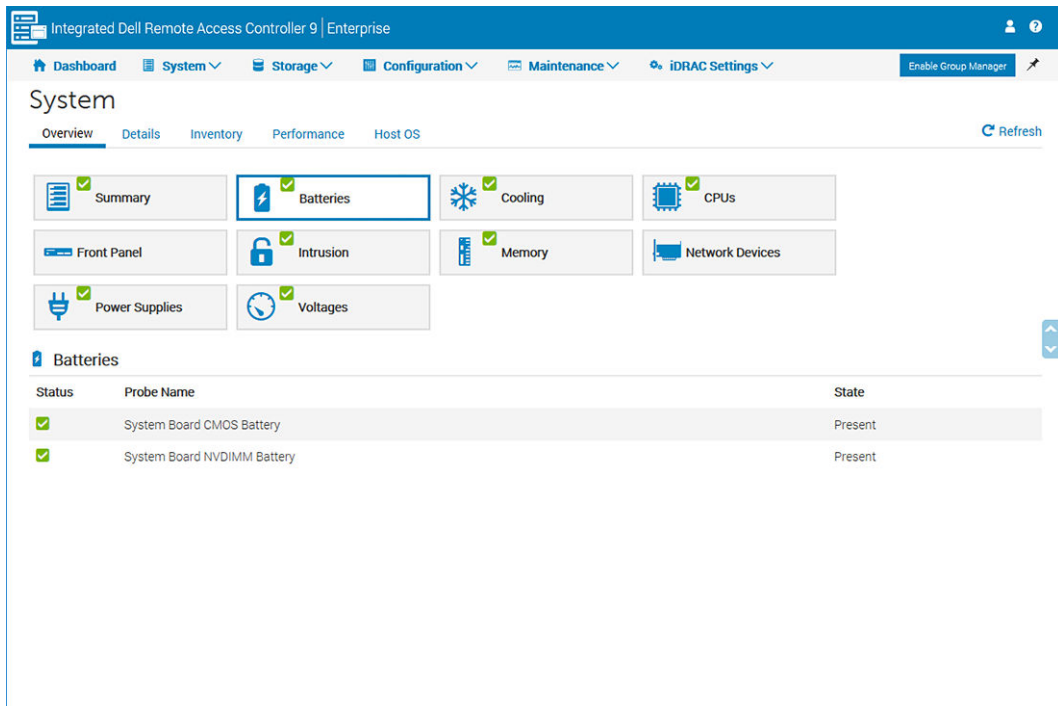 Integrated Dell Remote Access Controller 9 | Enterprise
Dashboard System Storage Configuration Maintenance iDRAC Settings Enable Group Manager
System
Overview Details Inventory Performance Host OS Refresh
Summary Batteries Cooling CPUs
Front Panel Intrusion Memory Network Devices
Power Supplies Voltages
Batteries
Status Probe Name State
System Board CMOS Battery Present
System Board NVDIMM Battery Present